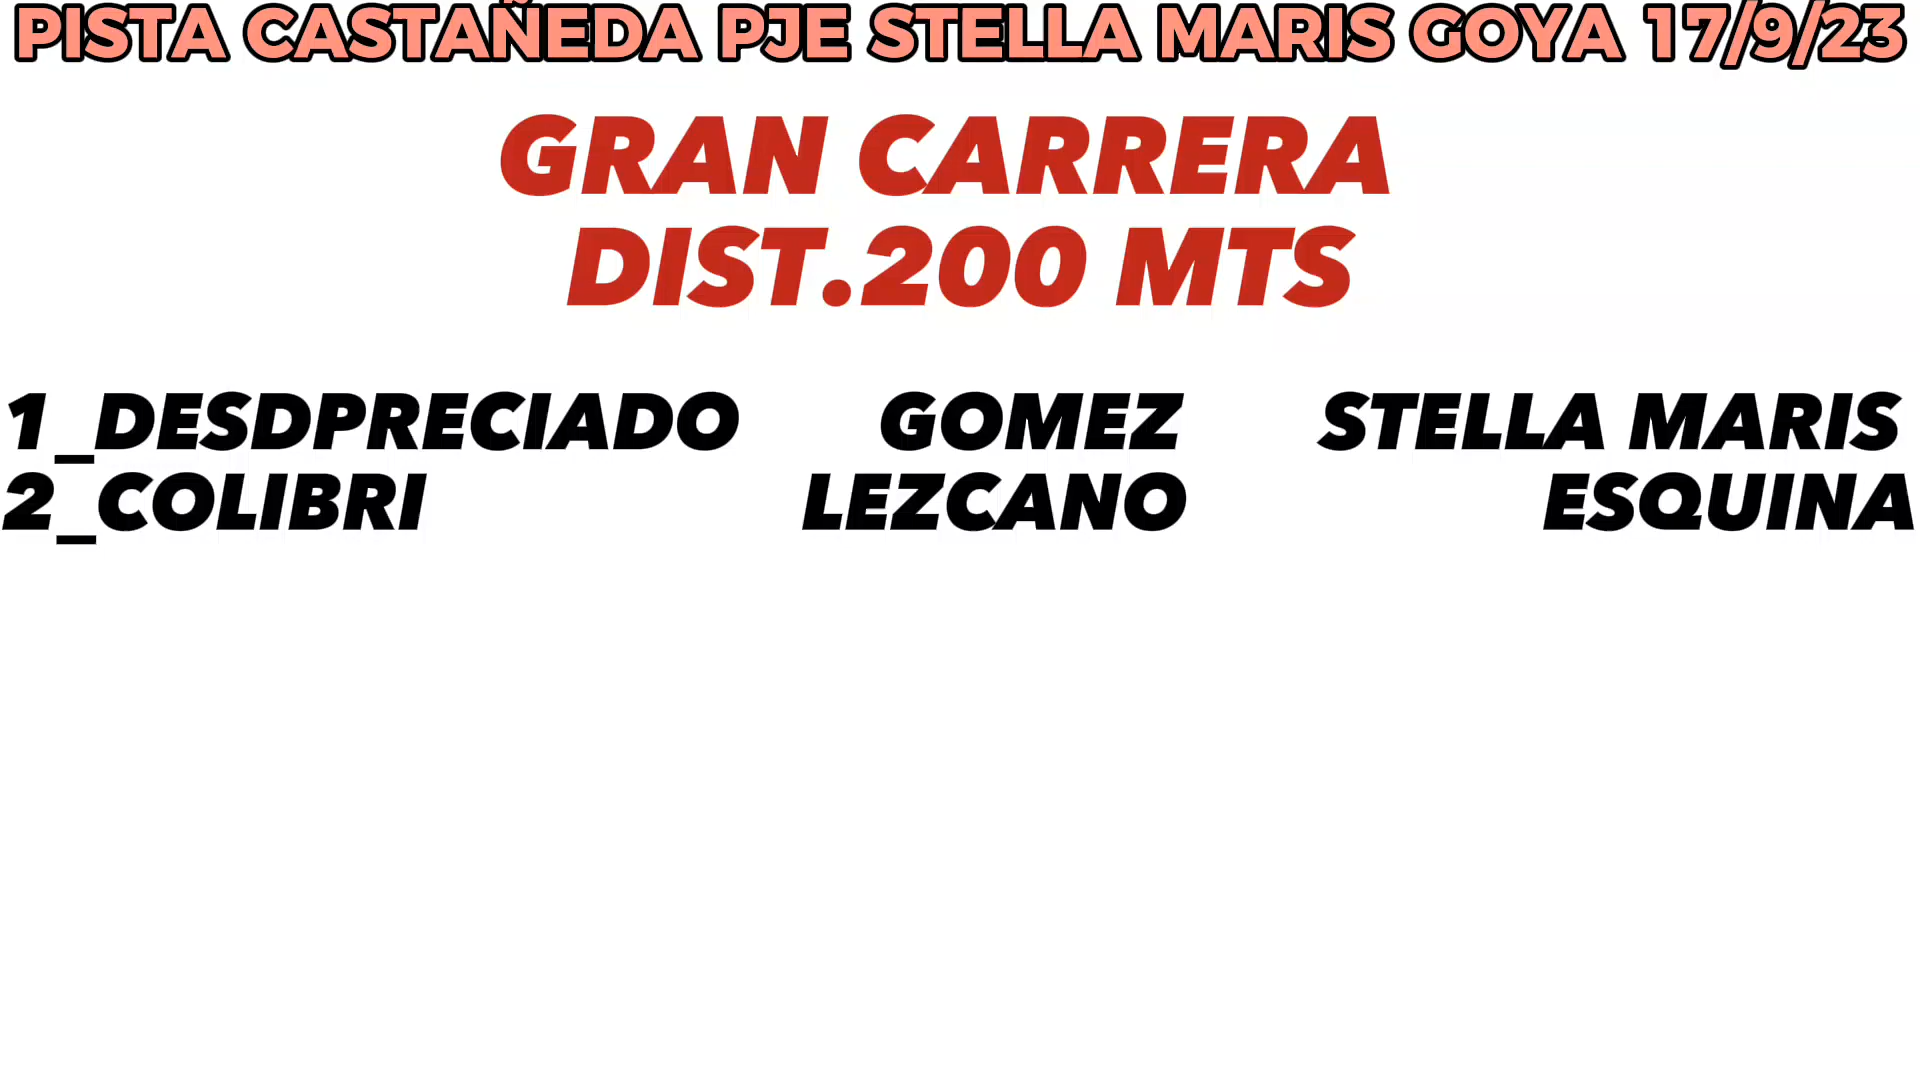 PISTA CASTAÑEDA PJE STELLA MARIS GOYA 17/9/23
GRAN CARRERA
DIST.200 MTS
1_DESDPRECIADO GOMEZ STELLA MARIS
2_COLIBRI LEZCANO ESQUINA